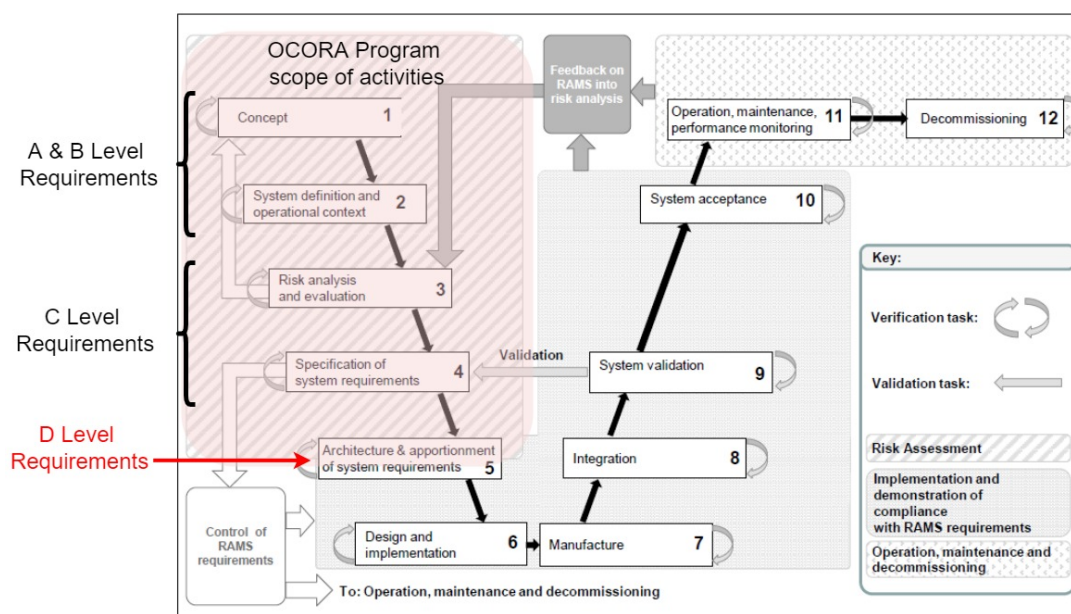 OCORA Program
scope of activities
A & B Level
Requirements
C Level
Requirements
D Level
Requirements
Concept 1
System definition and
operational context 2
Risk analysis
and evaluation 3
Specification of
system requirements 4
Architecture & apportionment
of system requirements 5
Design and
implementation 6
Manufacture 7
Integration 8
System validation 9
System acceptance 10
Operation, maintenance,
performance monitoring 11
Decommissioning 12
Feedback on
RAMS into
risk analysis
Validation
Control of
RAMS
requirements
To: Operation, maintenance and decommissioning
Key:
Verification task:
Validation task:
Risk Assessment
Implementation and
demonstration of
compliance
with RAMS requirements
Operation, maintenance and
decommissioning